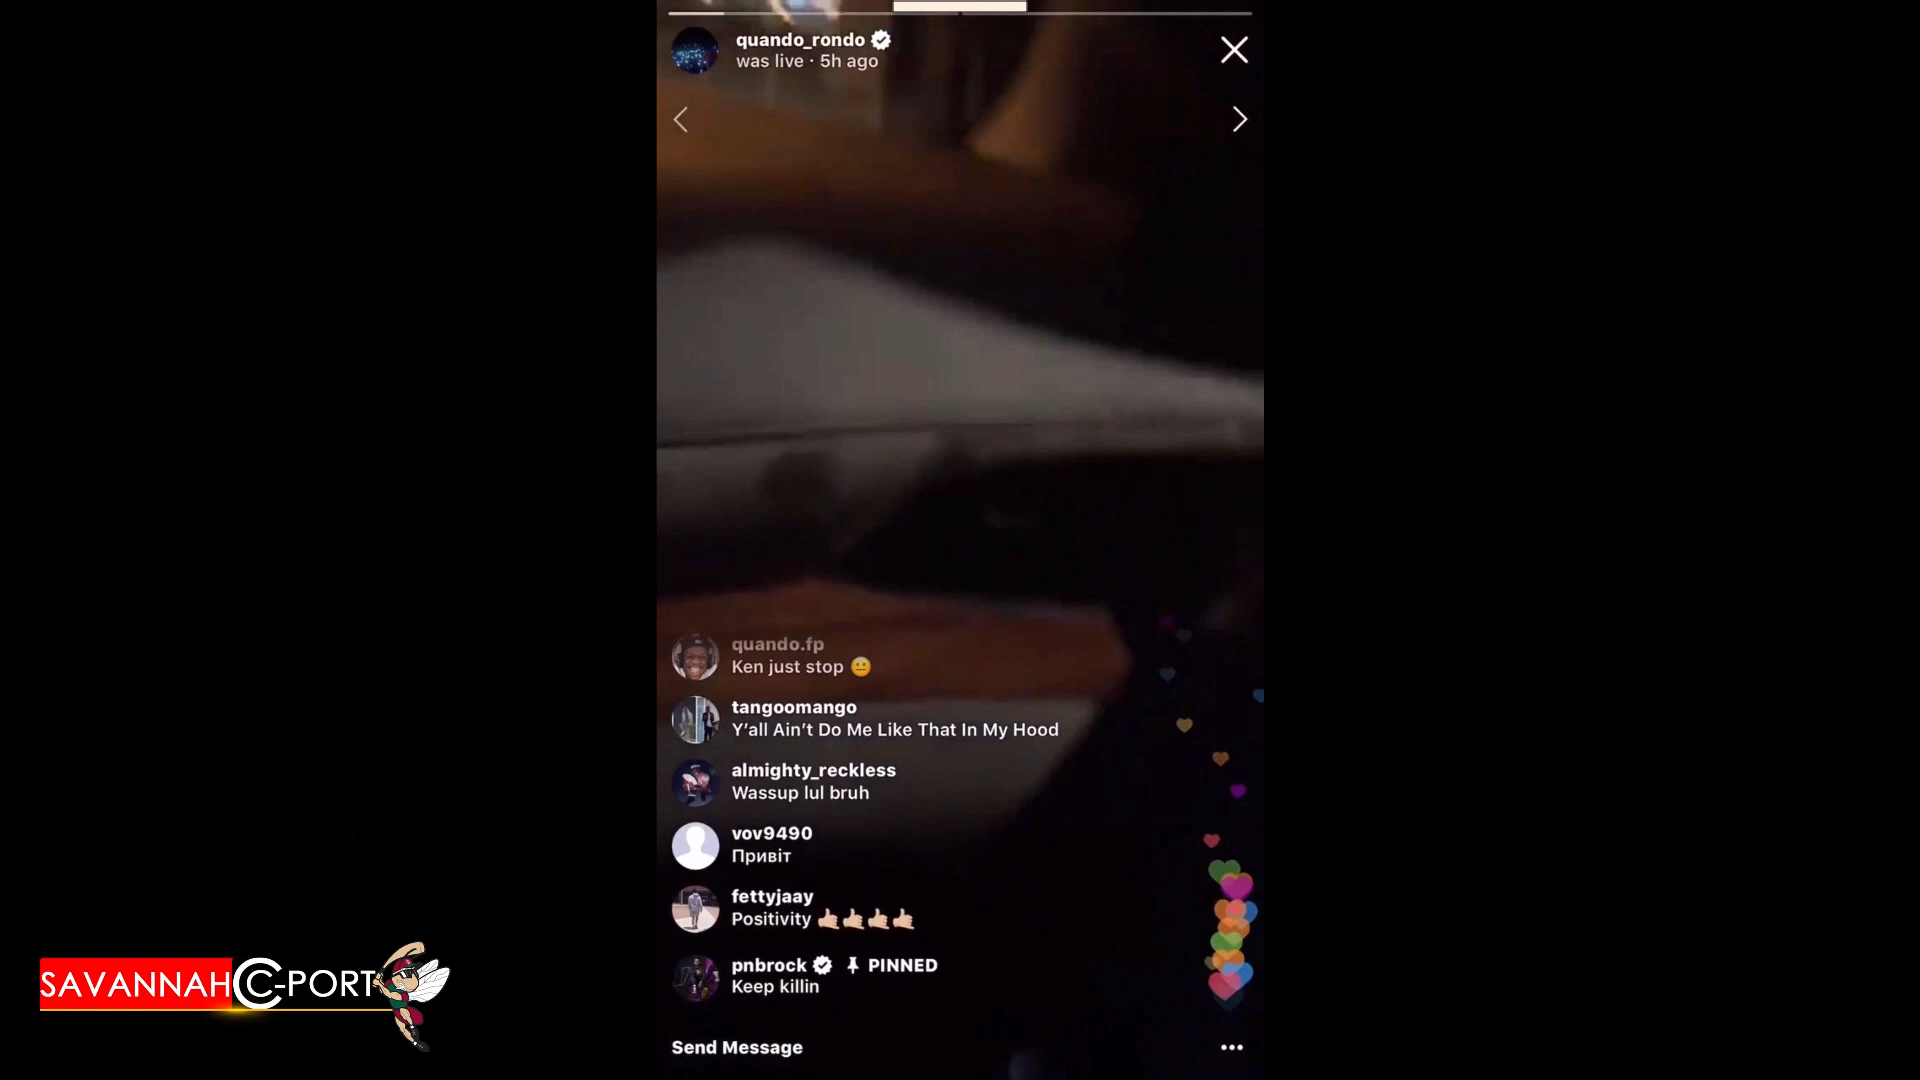 quando_rondo
was live · 5h ago
quando.fp
Ken just stop 😐
tangoomango
Y’all Ain’t Do Me Like That In My Hood
almighty_reckless
Wassup lul bruh
vov9490
Привіт
fettyjaay
Positivity 🤙🏼🤙🏼🤙🏼🤙🏼
pnbrock PINNED
Keep killin
Send Message
SAVANNAH C-PORT